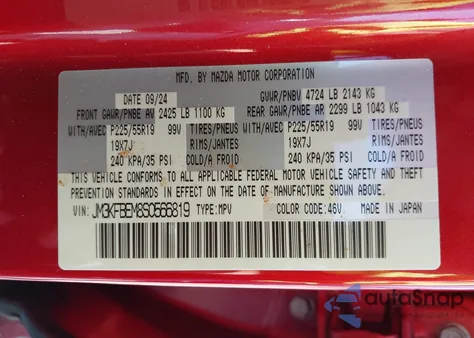 MFD. BY MAZDA MOTOR CORPORATION
DATE 09/24 GVWR/PNBV 4724 LB 2143 KG
FRONT GAWR/PNBE AV 2425 LB 1100 KG REAR GAWR/PNBE AR 2299 LB 1043 KG
WITH/AVEC P225/55R19 99V TIRES/PNEUS WITH/AVEC P225/55R19 99V TIRES/PNEUS
19X7J RIMS/JANTES 19X7J RIMS/JANTES
240 KPA/35 PSI COLD/A FROID 240 KPA/35 PSI COLD/A FROID
THIS VEHICLE CONFORMS TO ALL APPLICABLE FEDERAL MOTOR VEHICLE SAFETY AND THEFT
PREVENTION STANDARDS IN EFFECT ON THE DATE OF MANUFACTURE SHOWN ABOVE.
VIN: JM3KFBEM8S0566819 TYPE: MPV COLOR CODE: 46V MADE IN JAPAN
autoSnap